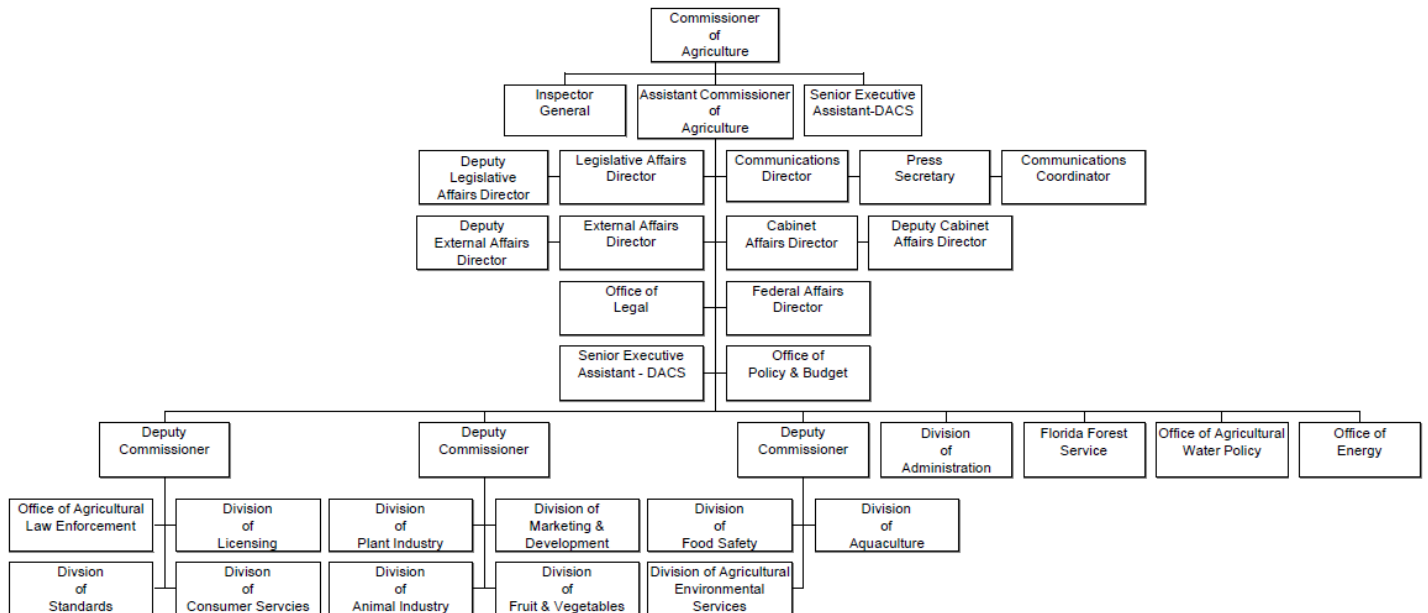 Commissioner
of
Agriculture
Inspector
General
Assistant Commissioner
of
Agriculture
Senior Executive
Assistant-DACS
Deputy
Legislative
Affairs Director
Legislative Affairs
Director
Communications
Director
Press
Secretary
Communications
Coordinator
Deputy
External Affairs
Director
External Affairs
Director
Cabinet
Affairs Director
Deputy Cabinet
Affairs Director
Office of
Legal
Federal Affairs
Director
Senior Executive
Assistant - DACS
Office of
Policy & Budget
Deputy
Commissioner
Deputy
Commissioner
Deputy
Commissioner
Division
of
Administration
Florida Forest
Service
Office of Agricultural
Water Policy
Office of
Energy
Office of Agricultural
Law Enforcement
Division
of
Licensing
Division
of
Plant Industry
Division of
Marketing &
Development
Division
of
Food Safety
Division
of
Aquaculture
Divsion
of
Standards
Divison
of
Consumer Servcies
Division
of
Animal Industry
Division
of
Fruit & Vegetables
Division of Agricultural
Environmental
Services